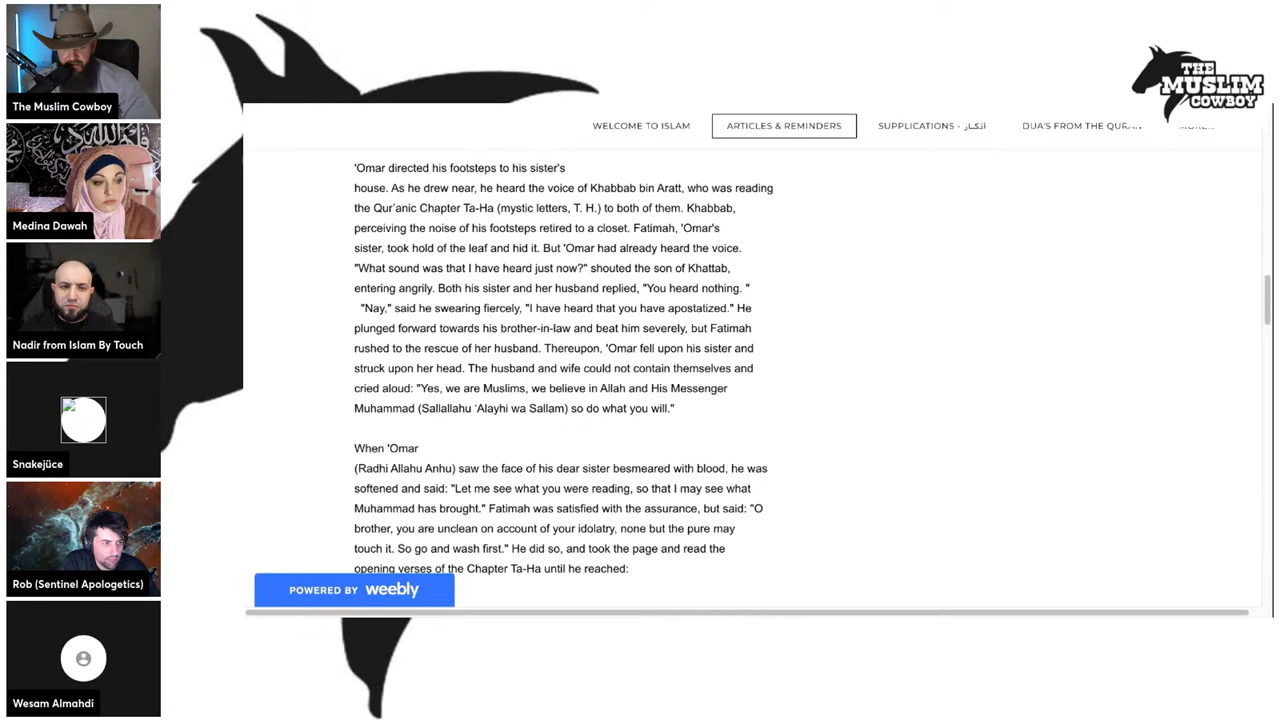 The Muslim Cowboy
Medina Dawah
Nadir from Islam By Touch
Snakejüce
Rob (Sentinel Apologetics)
Wesam Almahdi
THE
MUSLIM
COWBOY
WELCOME TO ISLAM
ARTICLES & REMINDERS
SUPPLICATIONS - اذكار
DUA'S FROM THE QURAN
MORE...
'Omar directed his footsteps to his sister's
house. As he drew near, he heard the voice of Khabbab bin Aratt, who was reading
the Qur’anic Chapter Ta-Ha (mystic letters, T. H.) to both of them. Khabbab,
perceiving the noise of his footsteps retired to a closet. Fatimah, 'Omar's
sister, took hold of the leaf and hid it. But 'Omar had already heard the voice.
"What sound was that I have heard just now?" shouted the son of Khattab,
entering angrily. Both his sister and her husband replied, "You heard nothing. "
"Nay," said he swearing fiercely, "I have heard that you have apostatized." He
plunged forward towards his brother-in-law and beat him severely, but Fatimah
rushed to the rescue of her husband. Thereupon, 'Omar fell upon his sister and
struck upon her head. The husband and wife could not contain themselves and
cried aloud: "Yes, we are Muslims, we believe in Allah and His Messenger
Muhammad (Sallallahu ‘Alayhi wa Sallam) so do what you will."
When 'Omar
(Radhi Allahu Anhu) saw the face of his dear sister besmeared with blood, he was
softened and said: "Let me see what you were reading, so that I may see what
Muhammad has brought." Fatimah was satisfied with the assurance, but said: "O
brother, you are unclean on account of your idolatry, none but the pure may
touch it. So go and wash first." He did so, and took the page and read the
opening verses of the Chapter Ta-Ha until he reached:
POWERED BY weebly